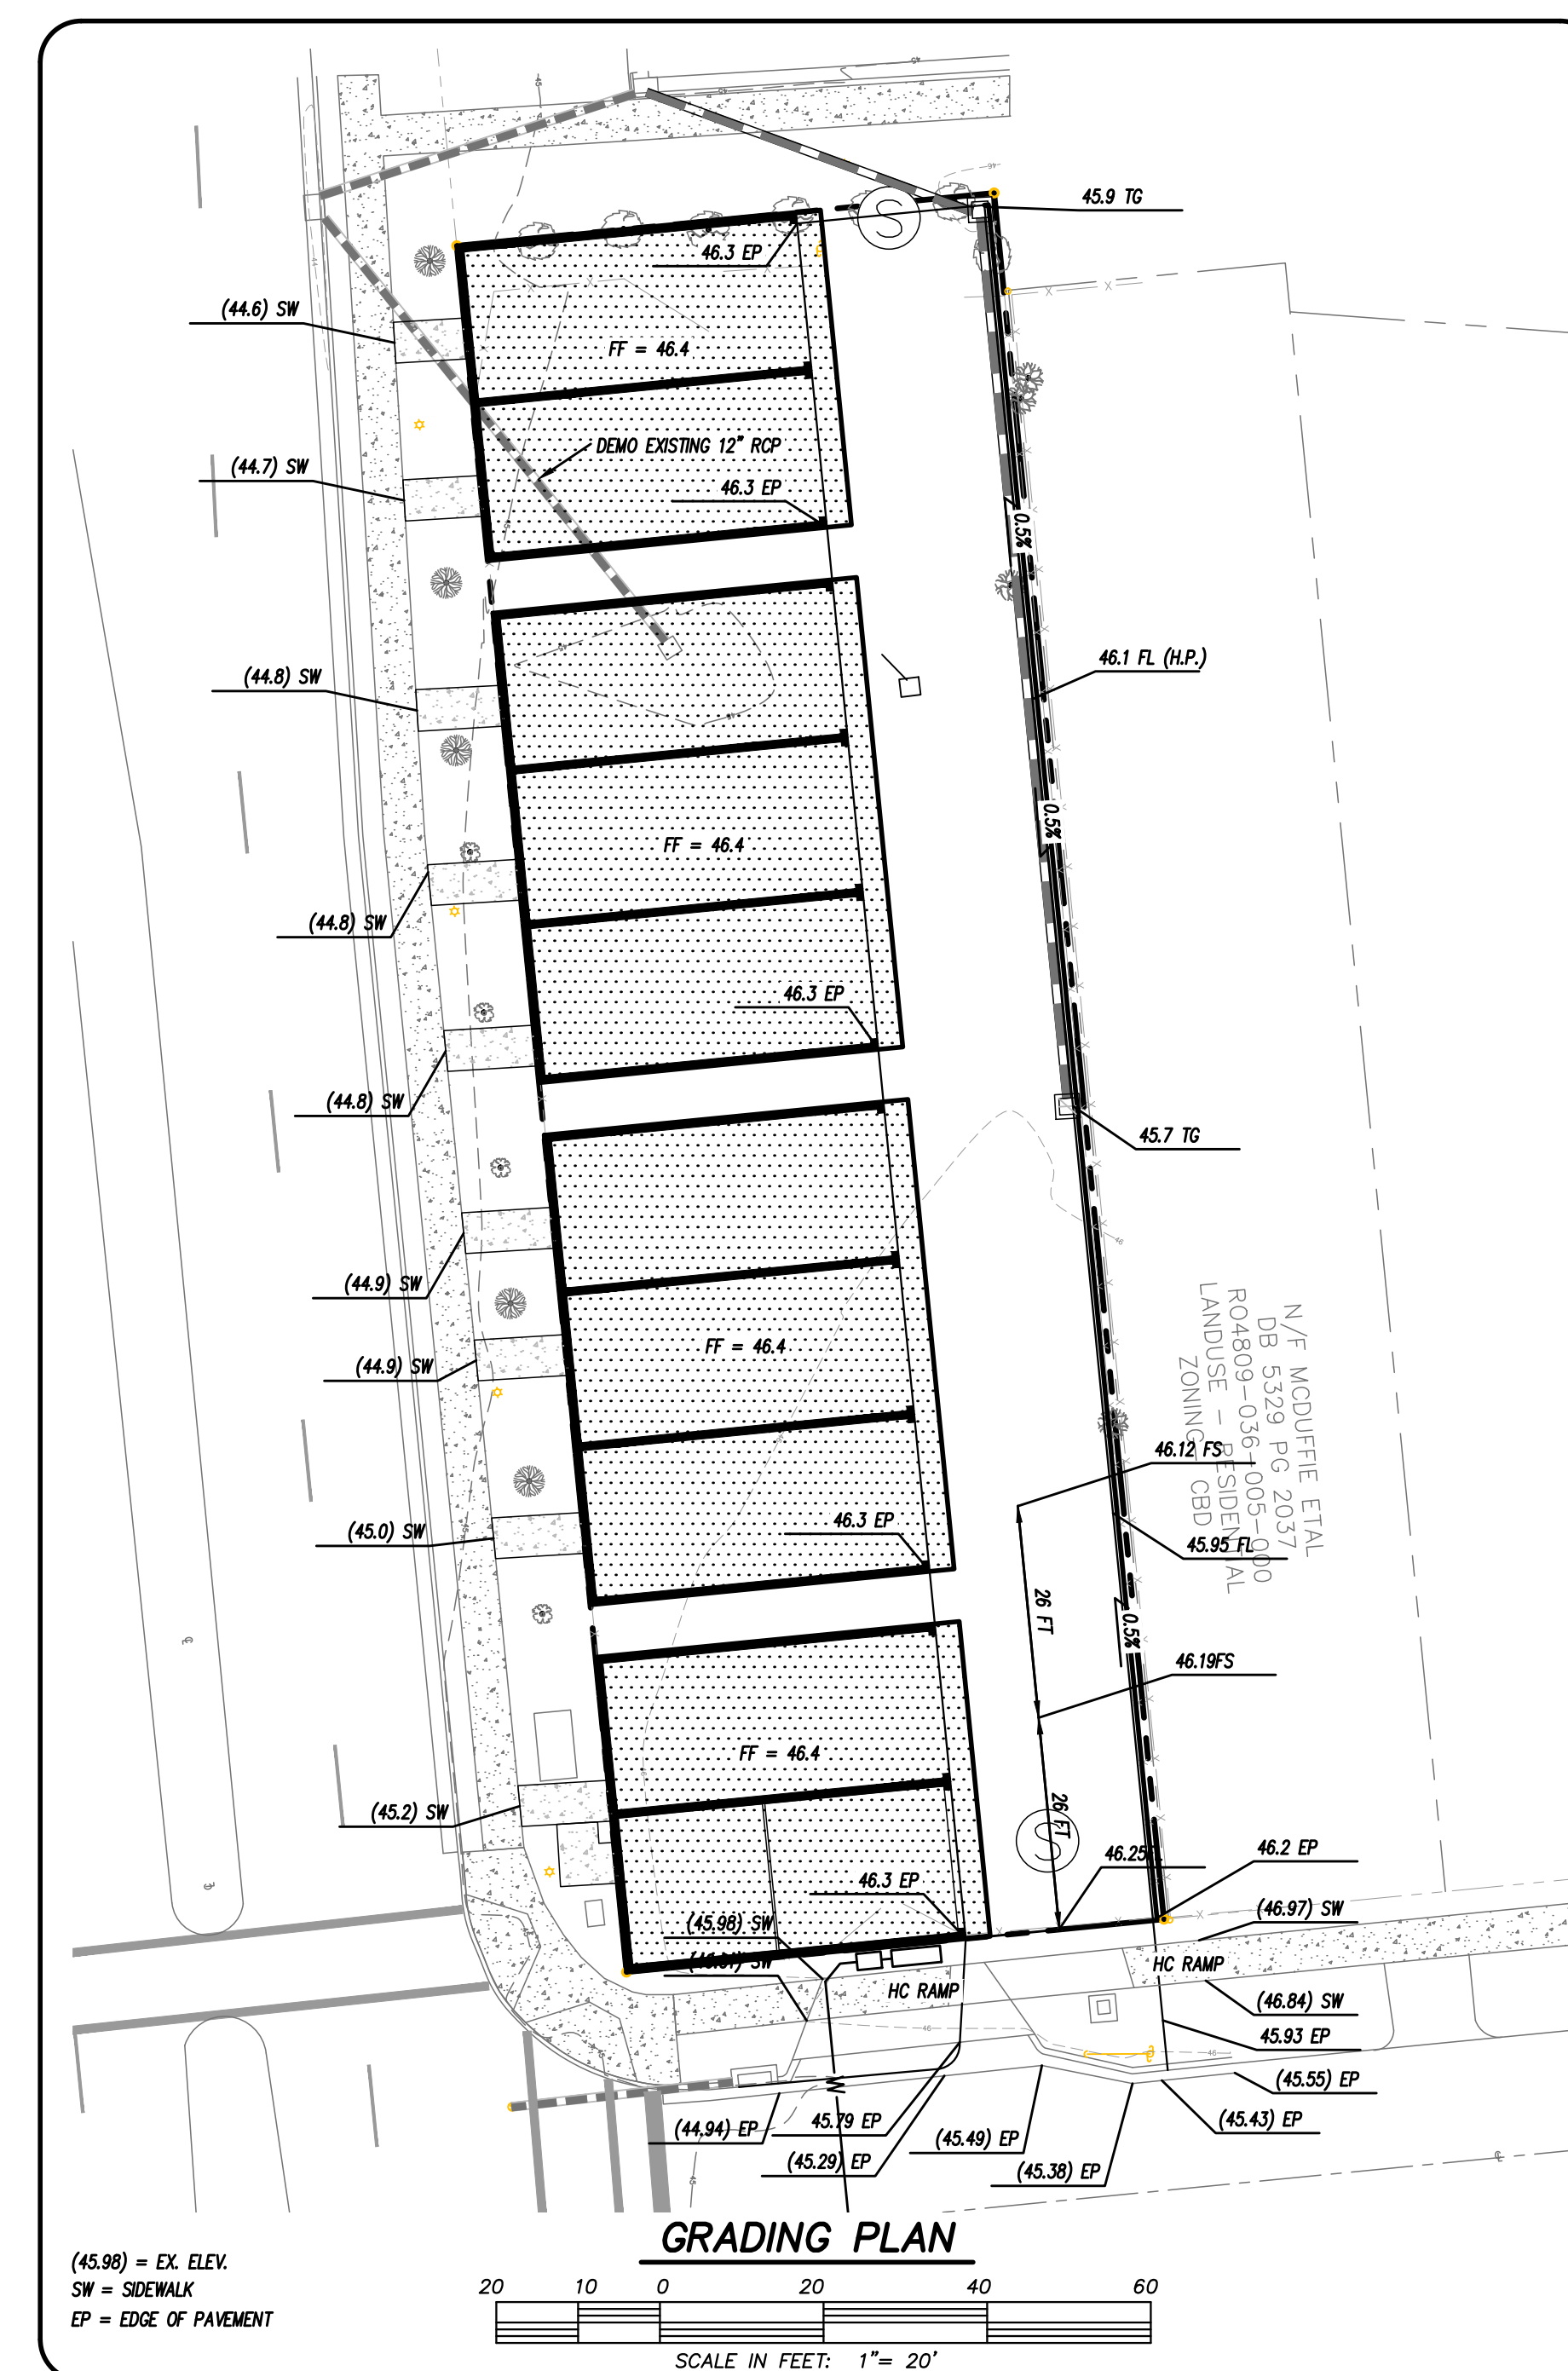 45.9 TG
46.3 EP
(44.6) SW
FF = 46.4
DEMO EXISTING 12" RCP
(44.7) SW
46.3 EP
0.5%
46.1 FL (H.P.)
(44.8) SW
0.5%
FF = 46.4
(44.8) SW
46.3 EP
(44.8) SW
45.7 TG
(44.9) SW
FF = 46.4
(44.9) SW
N/F MCDUFFIE ETAL
DB 5329 PG 2037
R04809-036-005-000
LANDUSE - RESIDENTIAL
ZONING CBD
46.12 FS
46.3 EP
(45.0) SW
45.95 FL
26 FT
0.5%
46.19FS
FF = 46.4
(45.2) SW
26 FT
S
S
46.25
46.2 EP
46.3 EP
(46.97) SW
(45.98) SW
SW
HC RAMP
HC RAMP
(46.84) SW
45.93 EP
W
(45.55) EP
(44.94) EP
45.79 EP
(45.43) EP
(45.49) EP
(45.29) EP
(45.38) EP
GRADING PLAN
(45.98) = EX. ELEV.
SW = SIDEWALK
EP = EDGE OF PAVEMENT
20 10 0 20 40 60
SCALE IN FEET: 1"= 20'